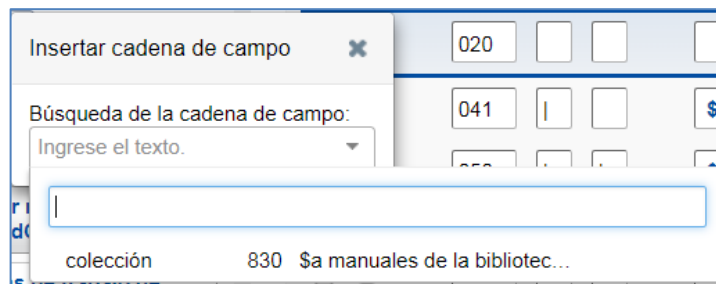 Insertar cadena de campo ✖
020
Búsqueda de la cadena de campo:
041 | $
Ingrese el texto.
colección 830 $a manuales de la bibliotec...